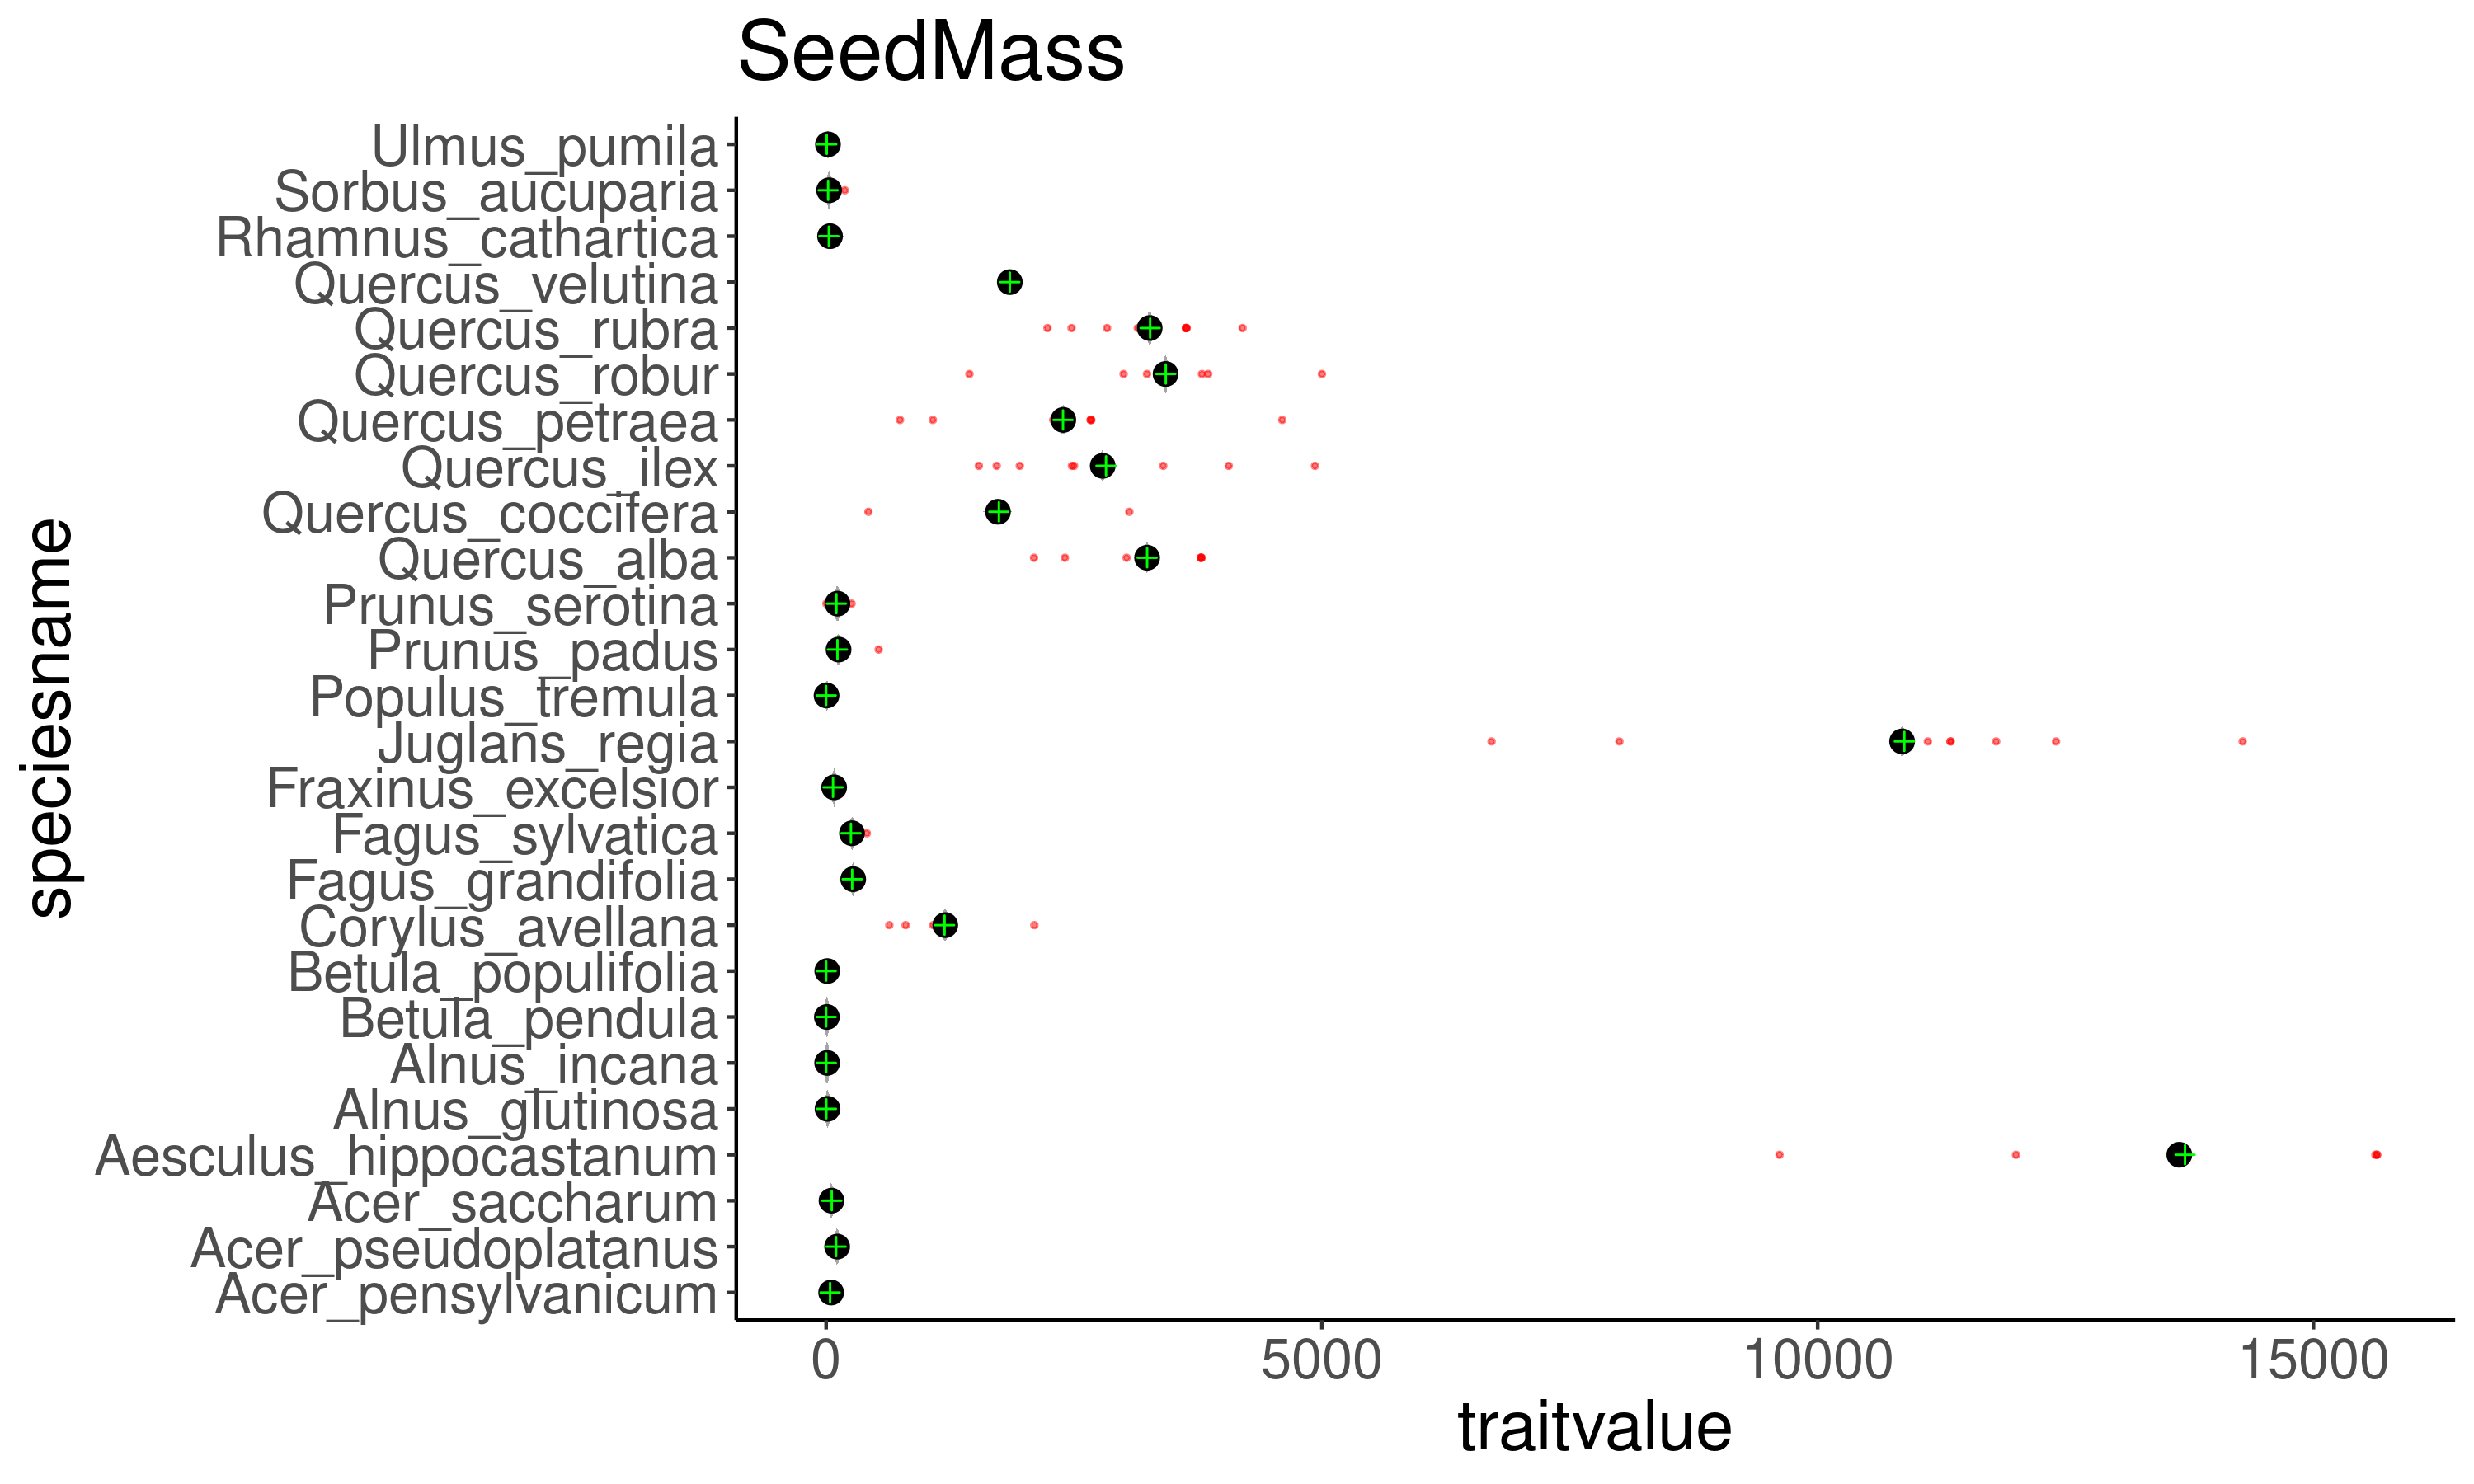 SeedMass
speciesname
Ulmus_pumila
Sorbus_aucuparia
Rhamnus_cathartica
Quercus_velutina
Quercus_rubra
Quercus_robur
Quercus_petraea
Quercus_ilex
Quercus_coccifera
Quercus_alba
Prunus_serotina
Prunus_padus
Populus_tremula
Juglans_regia
Fraxinus_excelsior
Fagus_sylvatica
Fagus_grandifolia
Corylus_avellana
Betula_populifolia
Betula_pendula
Alnus_incana
Alnus_glutinosa
Aesculus_hippocastanum
Acer_saccharum
Acer_pseudoplatanus
Acer_pensylvanicum
0 5000 10000 15000
traitvalue